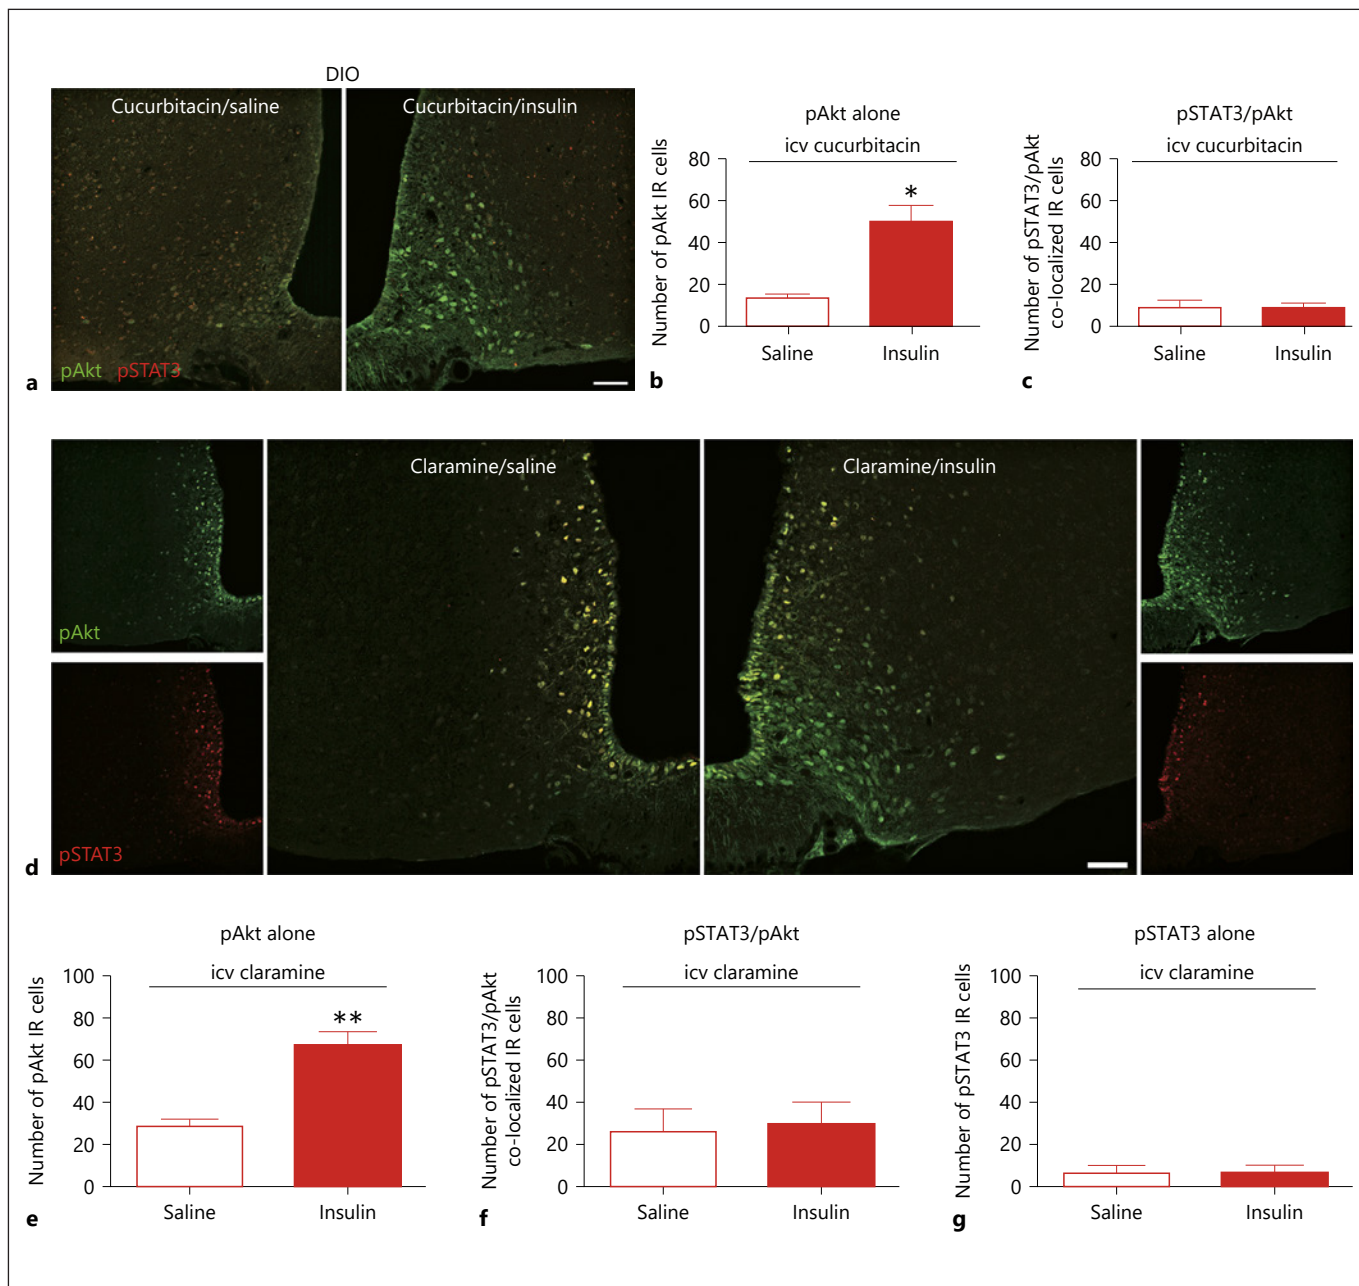 DIO
Cucurbitacin/saline
Cucurbitacin/insulin
pAkt pSTAT3
a
pAkt alone
icv cucurbitacin
Number of pAkt IR cells
80
60
40
20
0
*
Saline Insulin
b
pSTAT3/pAkt
icv cucurbitacin
Number of pSTAT3/pAkt
co-localized IR cells
80
60
40
20
0
Saline Insulin
c
Claramine/saline
Claramine/insulin
pAkt
pSTAT3
d
pAkt alone
icv claramine
Number of pAkt IR cells
100
80
60
40
20
0
**
Saline Insulin
e
pSTAT3/pAkt
icv claramine
Number of pSTAT3/pAkt
co-localized IR cells
100
80
60
40
20
0
Saline Insulin
f
pSTAT3 alone
icv claramine
Number of pSTAT3 IR cells
100
80
60
40
20
0
Saline Insulin
g